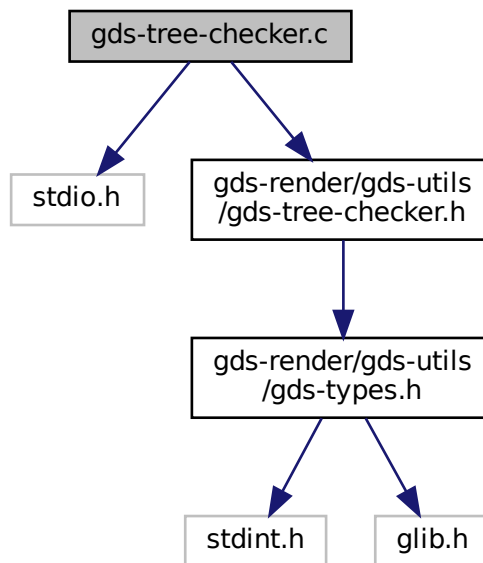 gds-tree-checker.c
stdio.h
gds-render/gds-utils
/gds-tree-checker.h
gds-render/gds-utils
/gds-types.h
stdint.h
glib.h